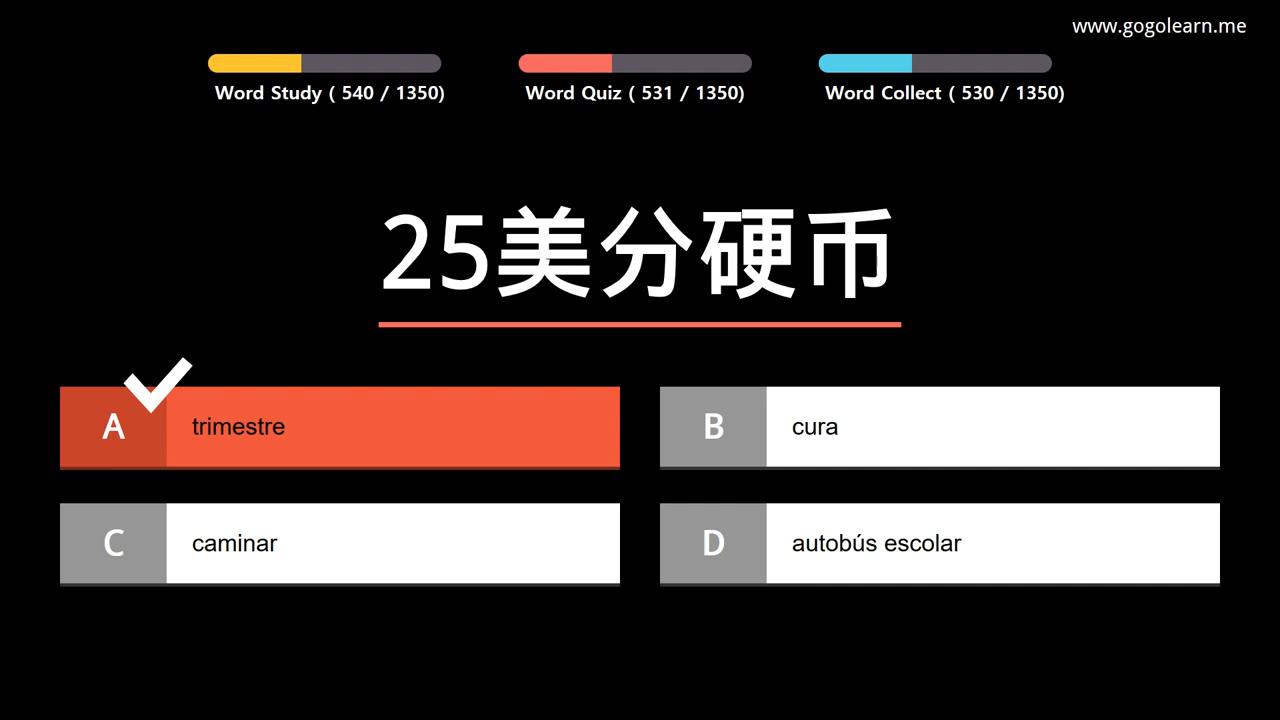 www.gogolearn.me
Word Study ( 540 / 1350)
Word Quiz ( 531 / 1350)
Word Collect ( 530 / 1350)
25美分硬币
A trimestre
B cura
C caminar
D autobús escolar